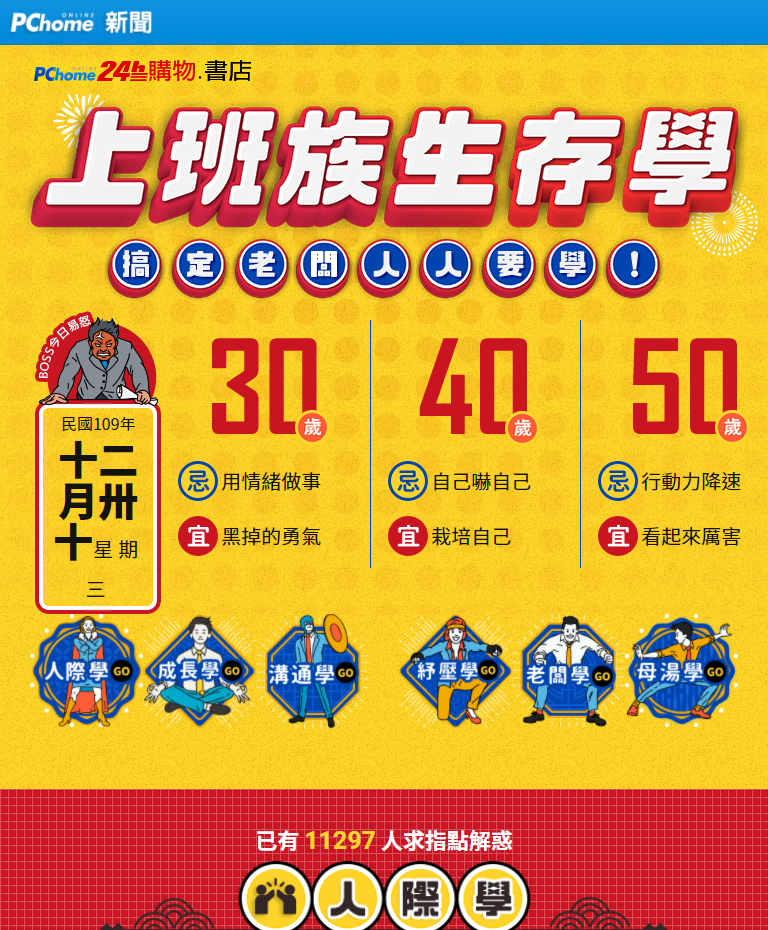 PChome ONLINE 新聞
PChome ONLINE 24h購物.書店
上班族生存學
搞定老闆人人要學!
BOSS今日易怒
民國109年
十二
月卅
十星期
三
30歲
忌用情緒做事
宜黑掉的勇氣
40歲
忌自己嚇自己
宜栽培自己
50歲
忌行動力降速
宜看起來厲害
人際學GO
成長學GO
溝通學GO
紓壓學GO
老闆學GO
母湯學GO
已有 11297 人求指點解惑
人際學